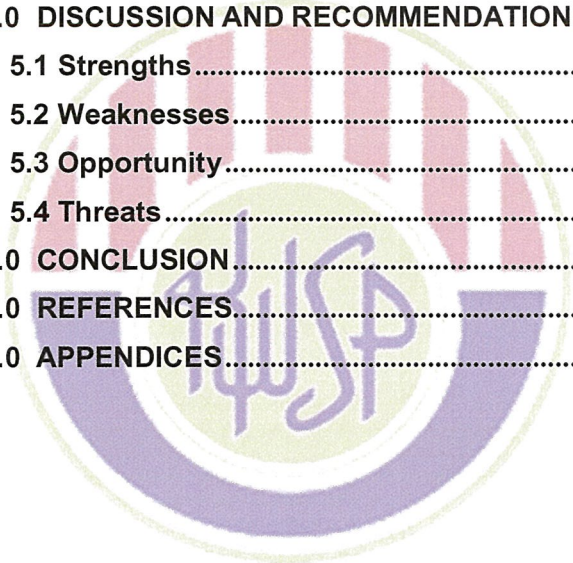 .0 DISCUSSION AND RECOMMENDATION
5.1 Strengths
5.2 Weaknesses
5.3 Opportunity
5.4 Threats
.0 CONCLUSION
.0 REFERENCES
.0 APPENDICES
KWSP